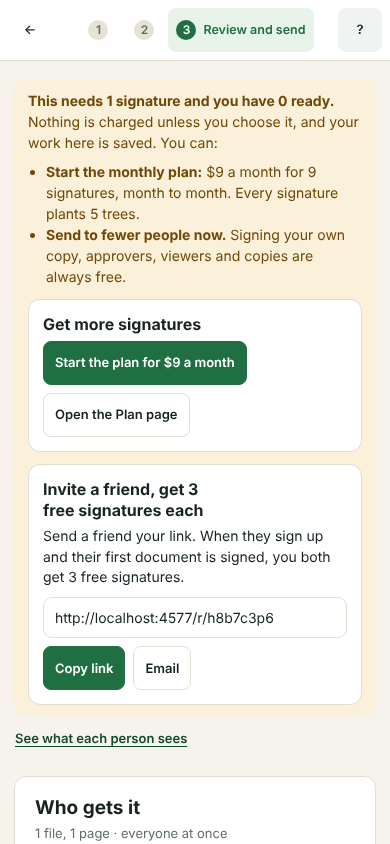 ←
1
2
3 Review and send
?
This needs 1 signature and you have 0 ready.
Nothing is charged unless you choose it, and your
work here is saved. You can:
• Start the monthly plan: $9 a month for 9
signatures, month to month. Every signature
plants 5 trees.
• Send to fewer people now. Signing your own
copy, approvers, viewers and copies are
always free.
Get more signatures
Start the plan for $9 a month
Open the Plan page
Invite a friend, get 3
free signatures each
Send a friend your link. When they sign up
and their first document is signed, you both
get 3 free signatures.
http://localhost:4577/r/h8b7c3p6
Copy link
Email
See what each person sees
Who gets it
1 file, 1 page · everyone at once